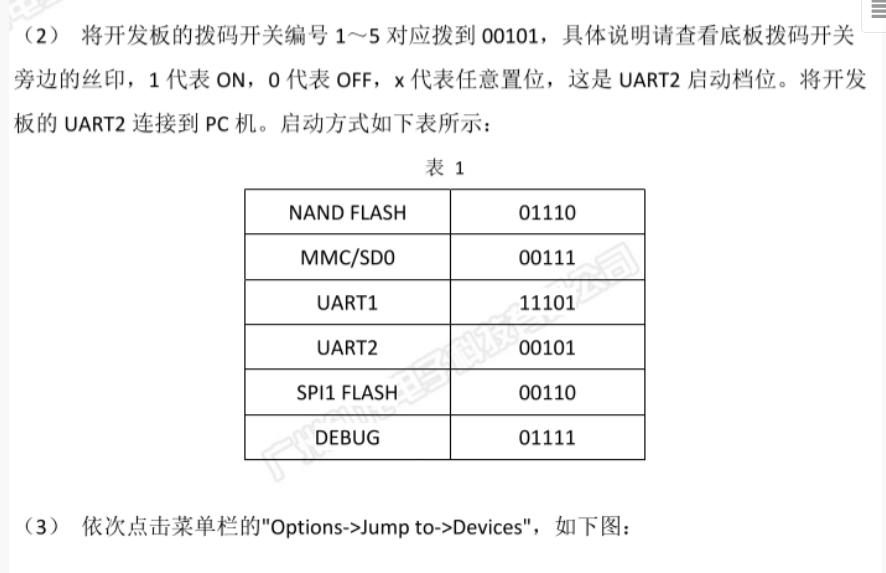 （2） 将开发板的拨码开关编号 1～5 对应拨到 00101，具体说明请查看底板拨码开关
旁边的丝印，1 代表 ON，0 代表 OFF，x 代表任意置位，这是 UART2 启动档位。将开发
板的 UART2 连接到 PC 机。启动方式如下表所示：
表 1
NAND FLASH 01110
MMC/SD0 00111
UART1 11101
UART2 00101
SPI1 FLASH 00110
DEBUG 01111
（3） 依次点击菜单栏的"Options->Jump to->Devices"，如下图：